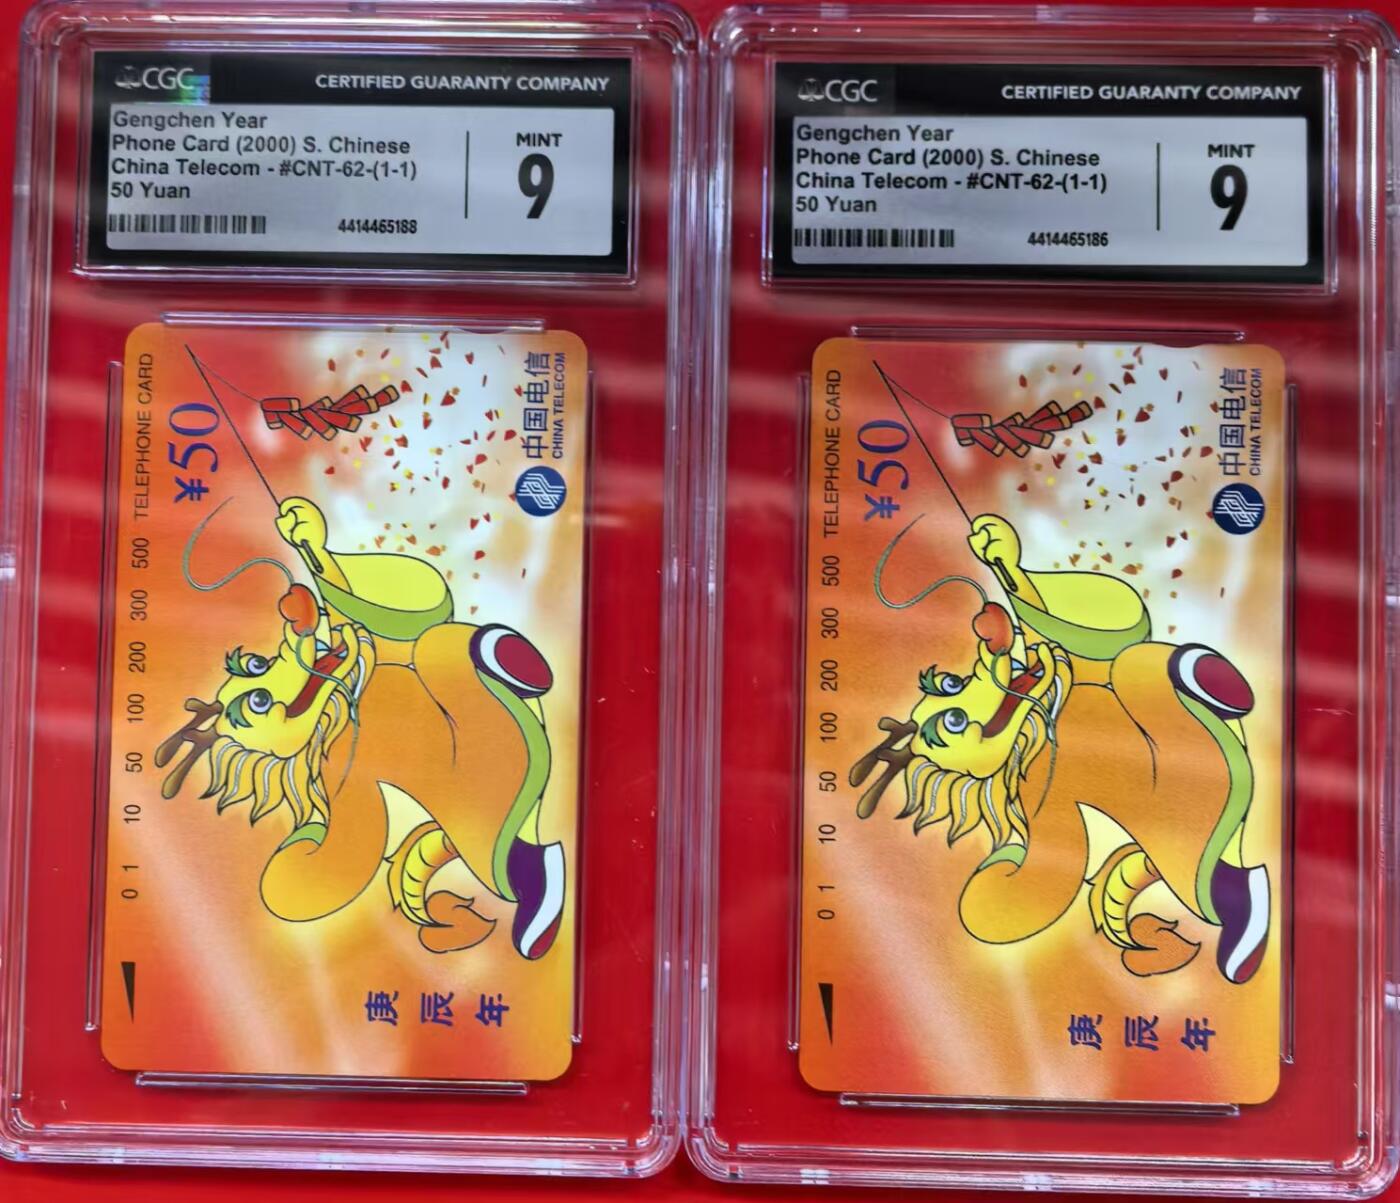 CGC
CERTIFIED GUARANTY COMPANY
Gengchen Year
Phone Card (2000) S. Chinese
China Telecom - #CNT-62-(1-1)
50 Yuan
4414465188
MINT
9
TELEPHONE CARD
¥50
中国电信
CHINA TELECOM
0 1 10 50 100 200 300 500
庚辰年
CGC
CERTIFIED GUARANTY COMPANY
Gengchen Year
Phone Card (2000) S. Chinese
China Telecom - #CNT-62-(1-1)
50 Yuan
4414465186
MINT
9
TELEPHONE CARD
¥50
中国电信
CHINA TELECOM
0 1 10 50 100 200 300 500
庚辰年